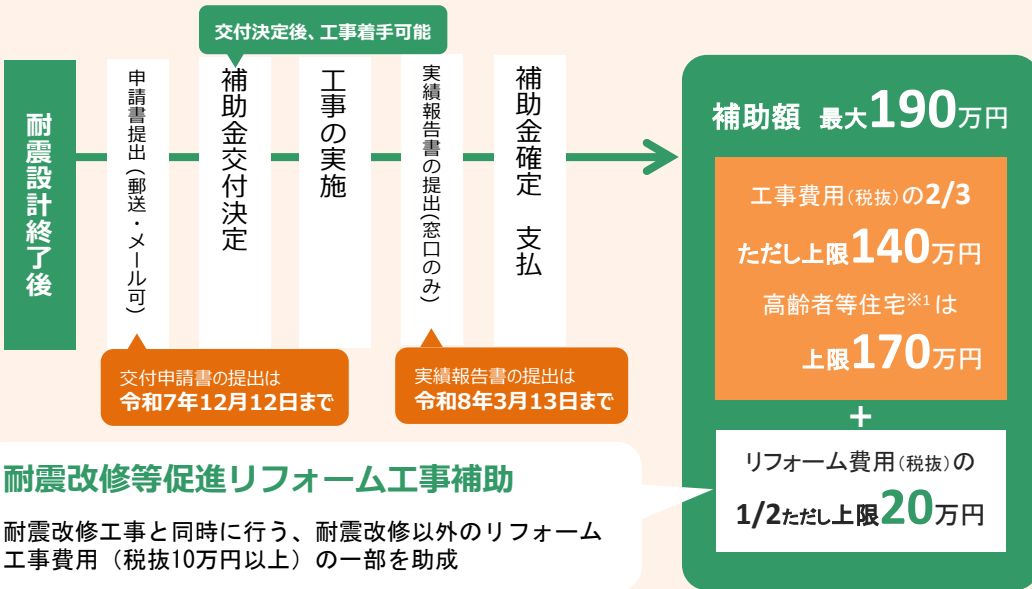 交付決定後、工事着手可能
耐震設計終了後
申請書提出（郵送・メール可）
補助金交付決定
工事の実施
実績報告書の提出(窓口のみ)
補助金確定　支払
交付申請書の提出は
令和7年12月12日まで
実績報告書の提出は
令和8年3月13日まで
補助額 最大190万円
工事費用(税抜)の2/3
ただし上限140万円
高齢者等住宅※1は
上限170万円
+
リフォーム費用(税抜)の
1/2ただし上限20万円
耐震改修等促進リフォーム工事補助
耐震改修工事と同時に行う、耐震改修以外のリフォーム
工事費用（税抜10万円以上）の一部を助成